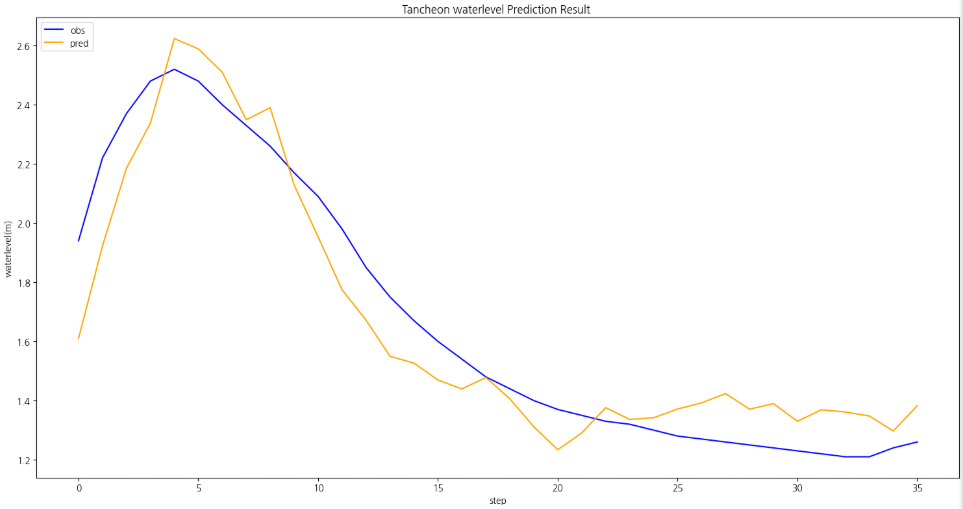 Tancheon waterlevel Prediction Result
obs
pred
2.6
2.4
2.2
2.0
1.8
1.6
1.4
1.2
waterlevel(m)
0 5 10 15 20 25 30 35
step